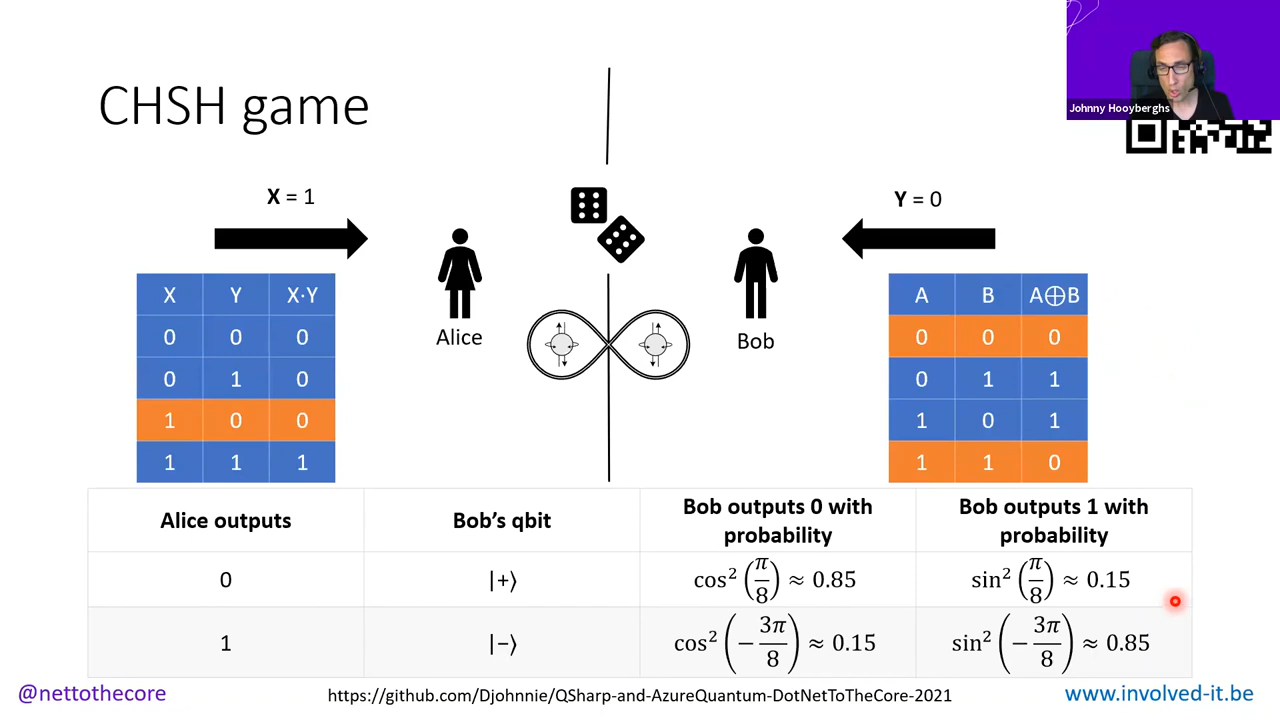 Johnny Hooyberghs
CHSH game
X = 1
Y = 0
X Y X·Y
0 0 0
0 1 0
1 0 0
1 1 1
Alice
Bob
A B A⊕B
0 0 0
0 1 1
1 0 1
1 1 0
Alice outputs
Bob's qbit
Bob outputs 0 with
probability
Bob outputs 1 with
probability
0 |+⟩ cos²(π/8) ≈ 0.85 sin²(π/8) ≈ 0.15
1 |−⟩ cos²(−3π/8) ≈ 0.15 sin²(−3π/8) ≈ 0.85
@nettothecore
https://github.com/Djohnnie/QSharp-and-AzureQuantum-DotNetToTheCore-2021
www.involved-it.be